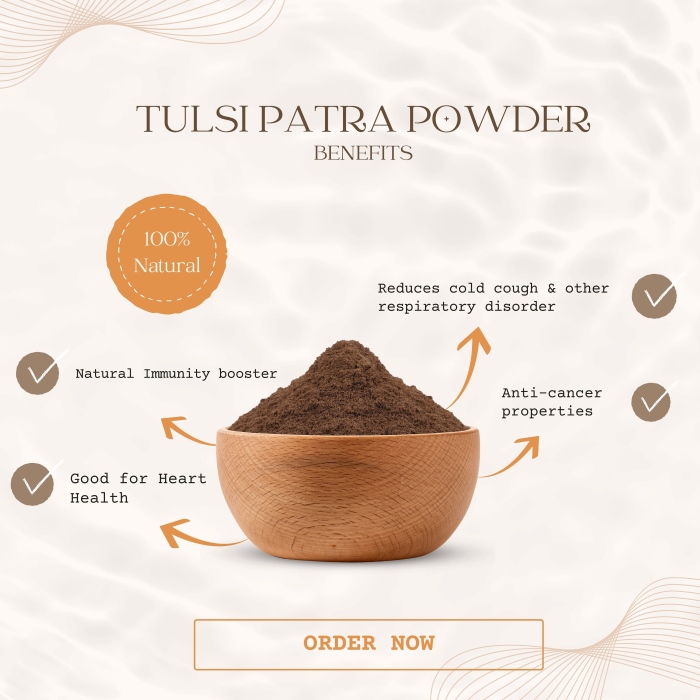 TULSI PATRA POWDER
BENEFITS
100%
Natural
Reduces cold cough & other
respiratory disorder
Natural Immunity booster
Anti-cancer
properties
Good for Heart
Health
ORDER NOW